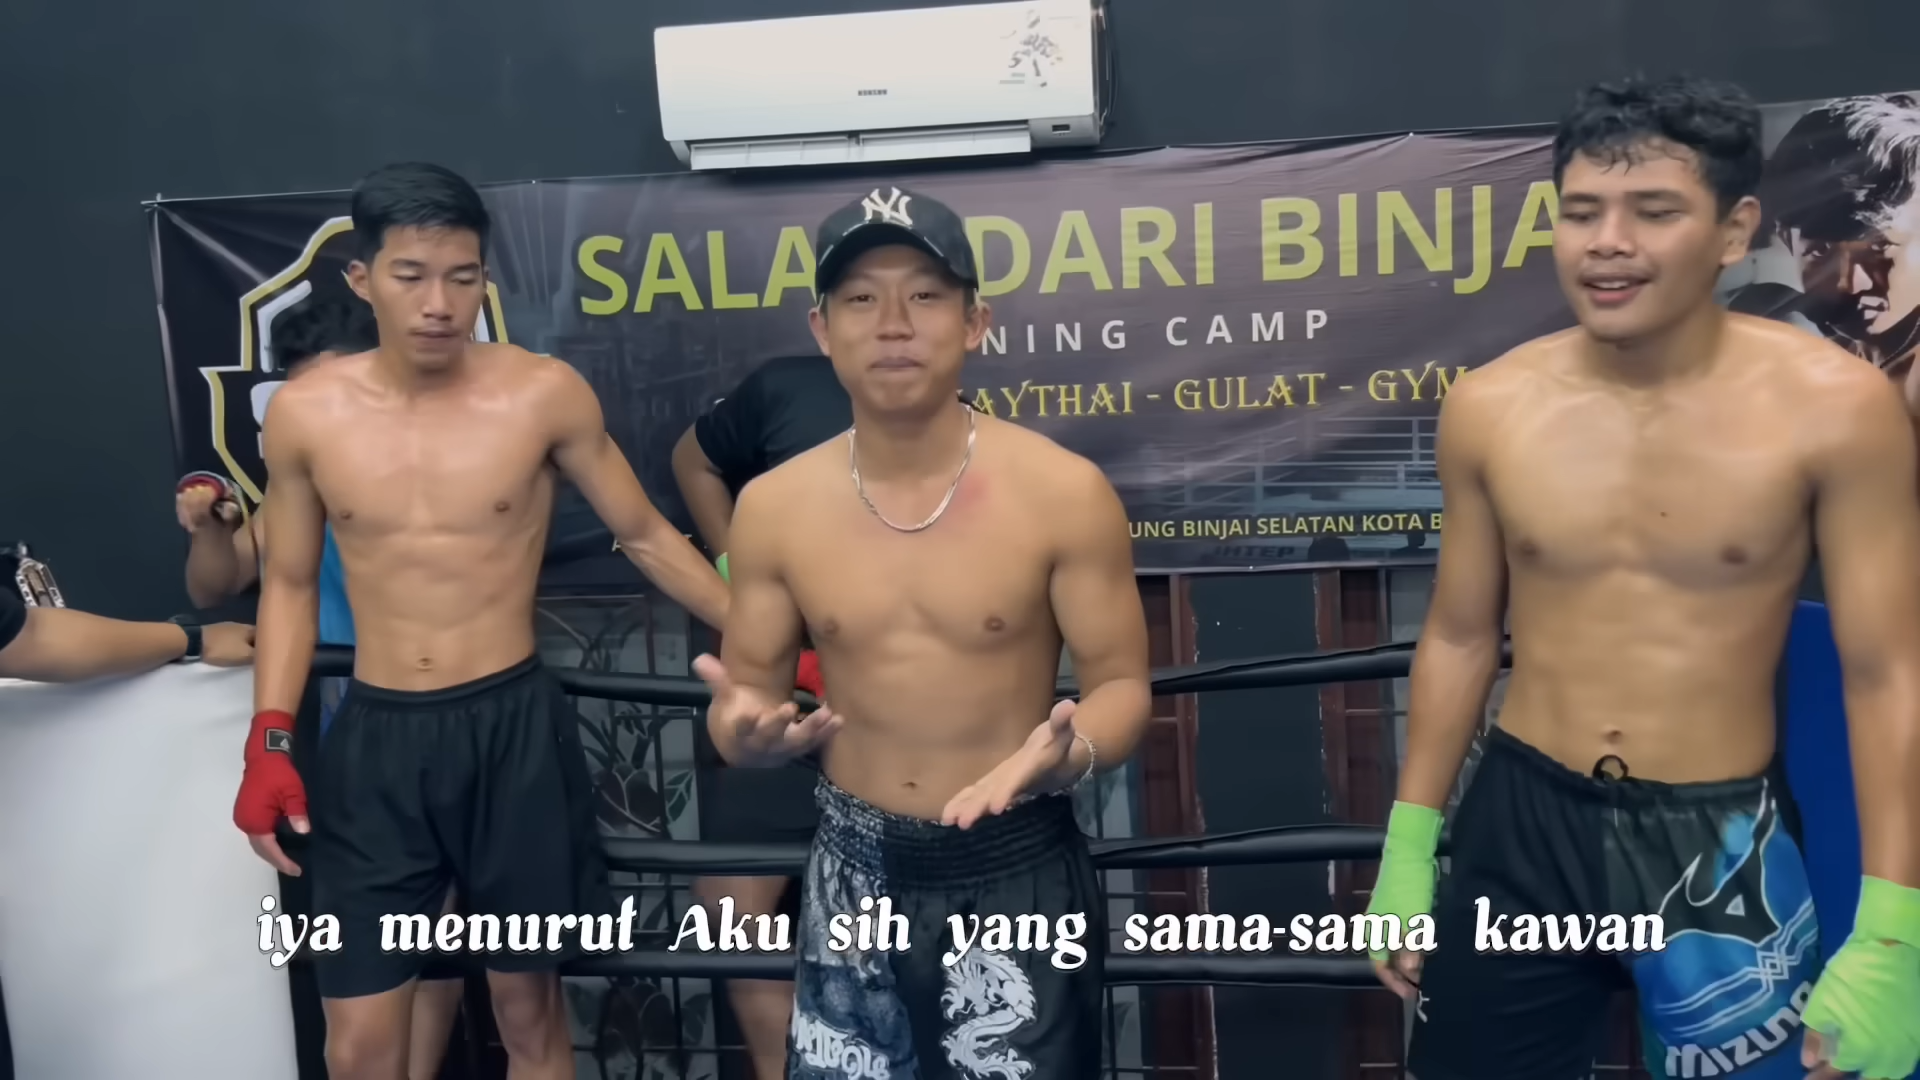 SALA DARI BINJA
NING CAMP
AYTHAI - GULAT - GYM
UNG BINJAI SELATAN KOTA B
iya menurut Aku sih yang sama-sama kawan
MIZUNO